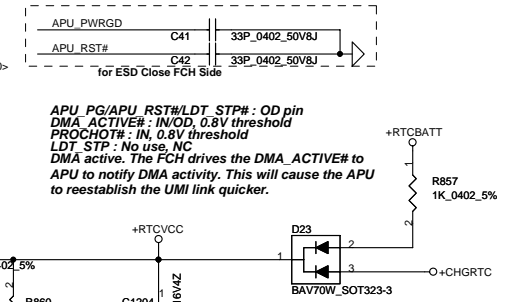 APU_PWRGD
C41
33P_0402_50V8J
APU_RST#
C42
33P_0402_50V8J
for ESD Close FCH Side
APU_PG/APU_RST#/LDT_STP# : OD pin
DMA_ACTIVE# : IN/OD, 0.8V threshold
PROCHOT# : IN, 0.8V threshold
LDT_STP : No use, NC
DMA active. The FCH drives the DMA_ACTIVE# to
APU to notify DMA activity. This will cause the APU
to reestablish the UMI link quicker.
+RTCBATT
1
R857
1K_0402_5%
2
+RTCVCC
D23
1
2
3
+CHGRTC
BAV70W_SOT323-3
402_5%
2
R860
C1204
1
16V4Z